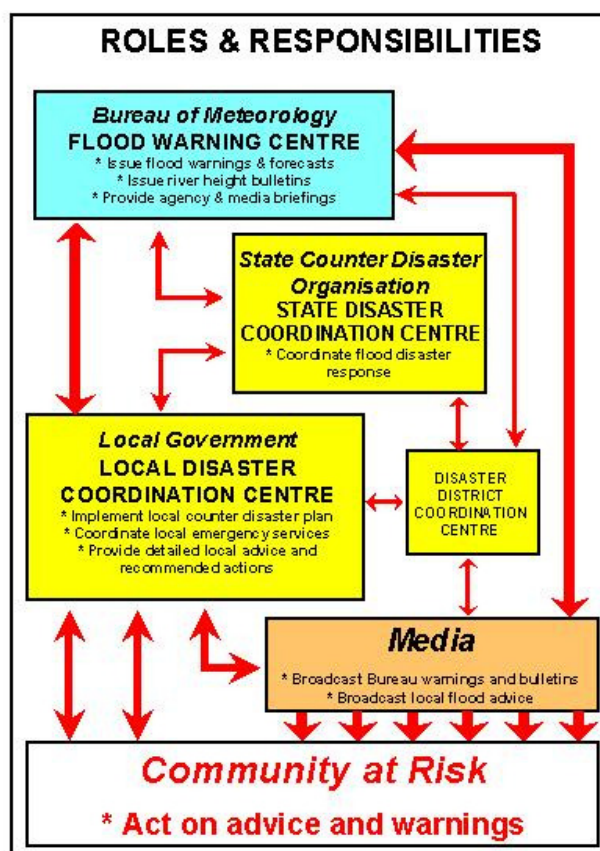 ROLES & RESPONSIBILITIES
Bureau of Meteorology
FLOOD WARNING CENTRE
* Issue flood warnings & forecasts
* Issue river height bulletins
* Provide agency & media briefings
State Counter Disaster
Organisation
STATE DISASTER
COORDINATION CENTRE
* Coordinate flood disaster
response
Local Government
LOCAL DISASTER
COORDINATION CENTRE
* Implement local counter disaster plan
* Coordinate local emergency services
* Provide detailed local advice and
recommended actions
DISASTER
DISTRICT
COORDINATION
CENTRE
Media
* Broadcast Bureau warnings and bulletins
* Broadcast local flood advice
Community at Risk
* Act on advice and warnings